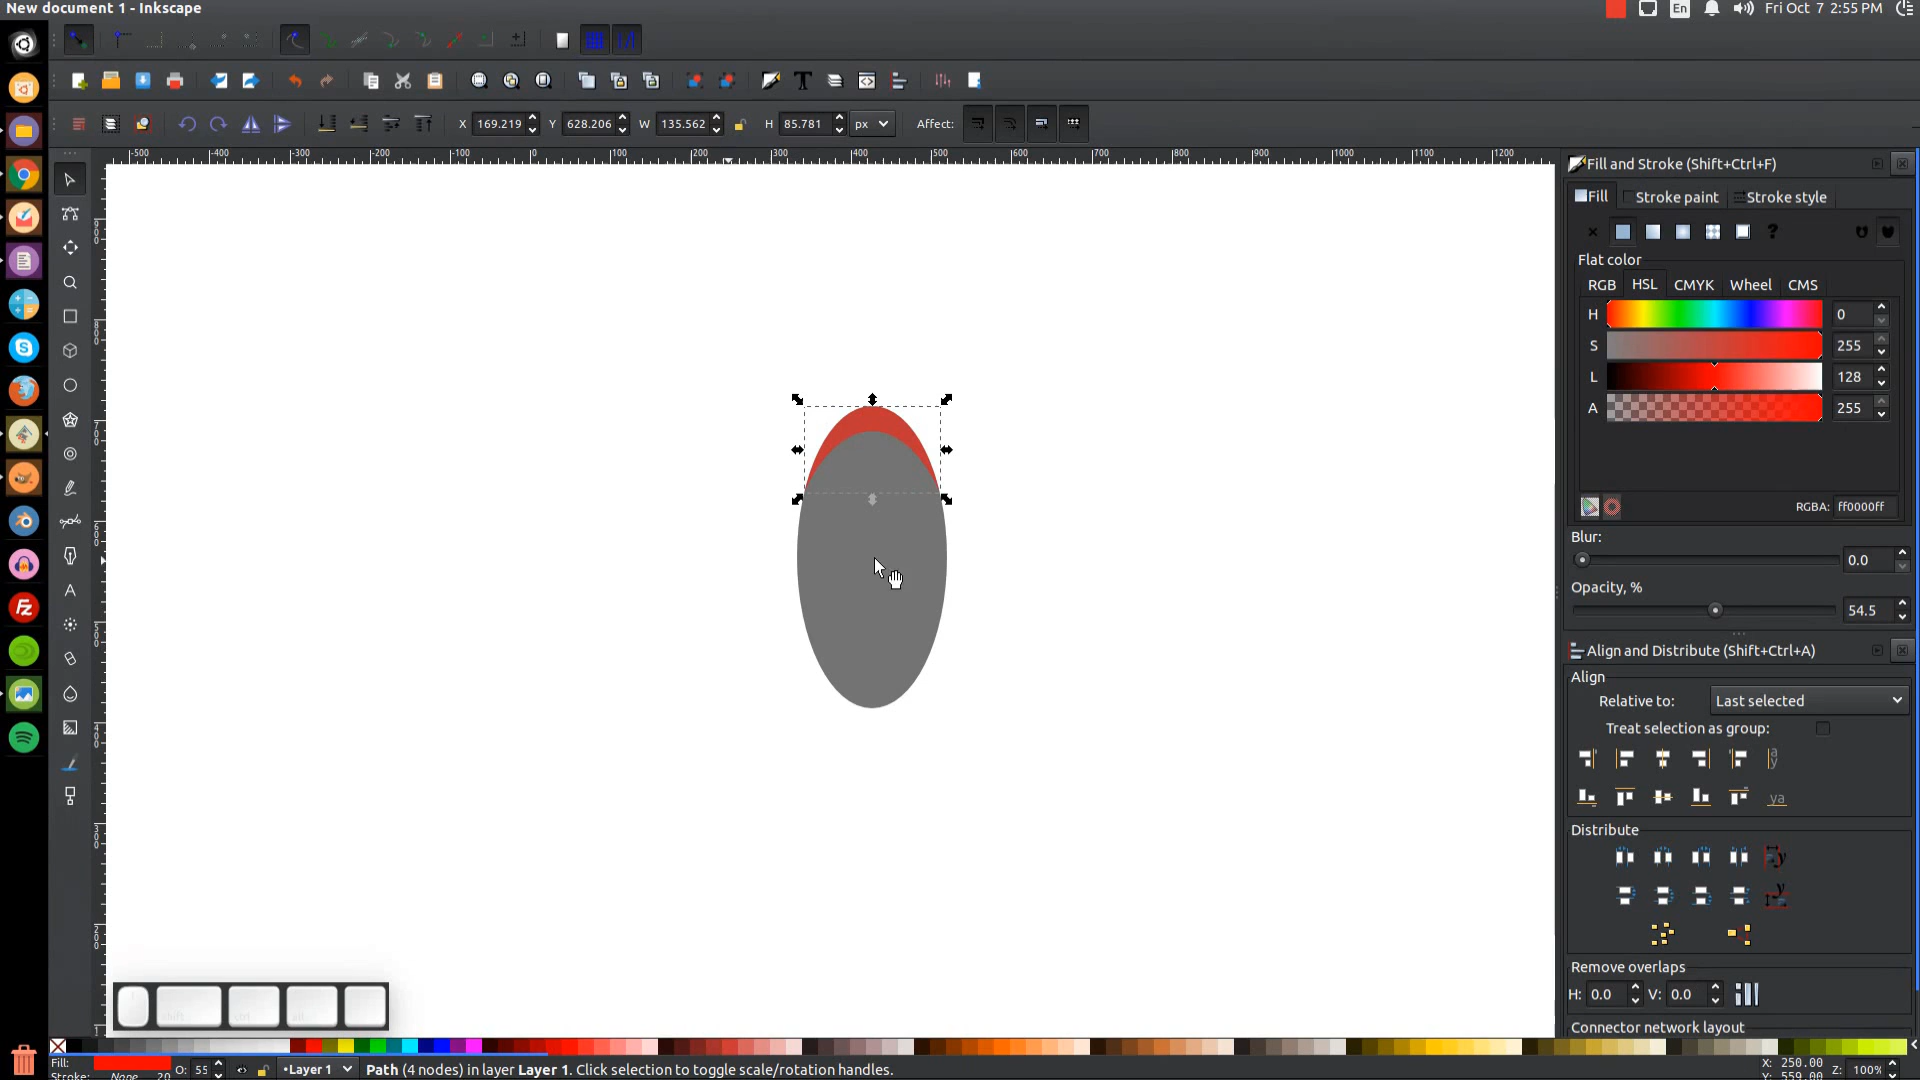 New document 1 - Inkscape
En
Fri Oct 7 2:55 PM
X 169.219 Y 628.206 W 135.562 H 85.781 px Affect:
-500 -400 -300 -200 -100 0 100 200 300 400 500 600 700 800 900 1000 1100 1200
Fill and Stroke (Shift+Ctrl+F)
Fill Stroke paint Stroke style
Flat color
RGB HSL CMYK Wheel CMS
H 0
S 255
L 128
A 255
RGBA: ff0000ff
Blur:
0.0
Opacity, %
54.5
Align and Distribute (Shift+Ctrl+A)
Align
Relative to: Last selected
Treat selection as group:
Distribute
Remove overlaps
H: 0.0 V: 0.0
Connector network layout
shift ctrl alt
Fill:
Stroke: None 20
O: 55
•Layer 1
Path (4 nodes) in layer Layer 1. Click selection to toggle scale/rotation handles.
X: 250.00
Y: 559.00
Z: 100%